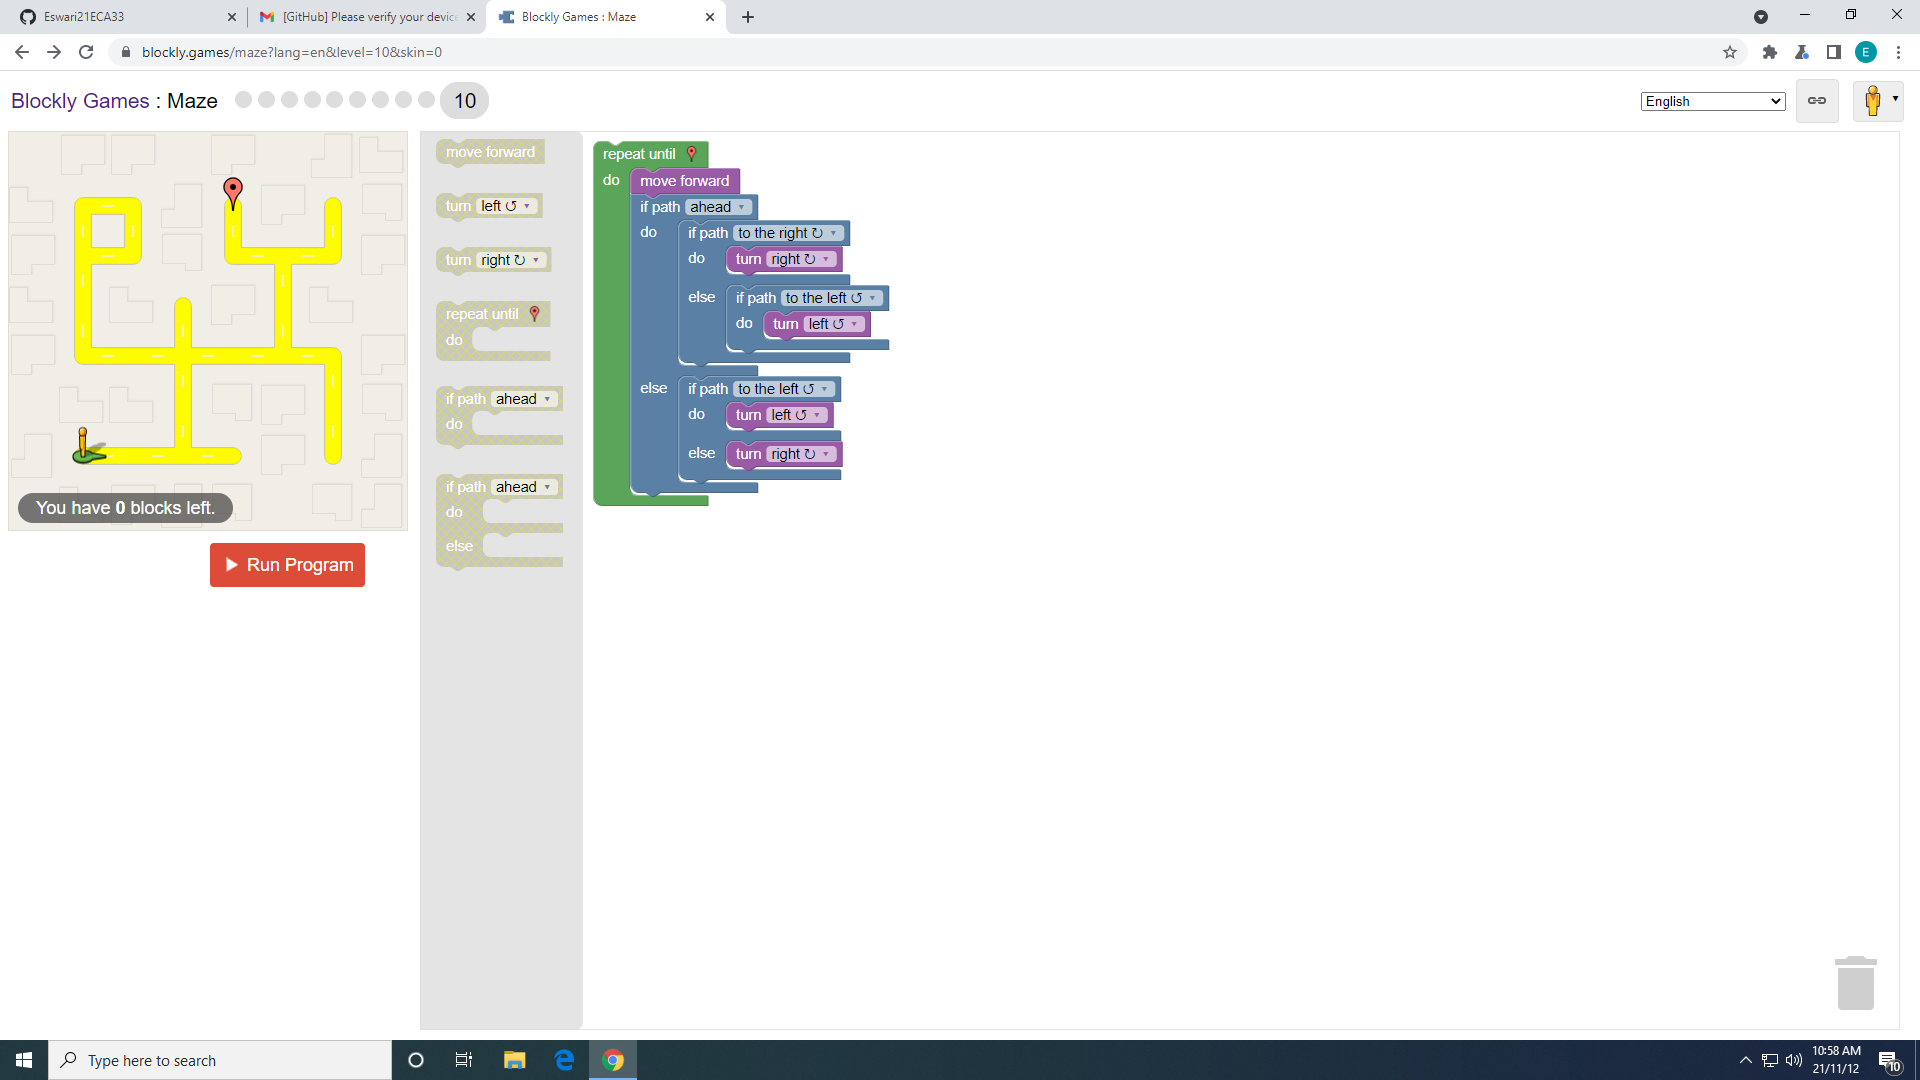 Eswari21ECA33
[GitHub] Please verify your device
Blockly Games : Maze
blockly.games/maze?lang=en&level=10&skin=0
E
Blockly Games : Maze
10
English
You have 0 blocks left.
Run Program
move forward
turn left ↺
turn right ↻
repeat until
do
if path ahead
do
if path ahead
do
else
repeat until
do
move forward
if path ahead
do
if path to the right ↻
do
turn right ↻
else
if path to the left ↺
do
turn left ↺
else
if path to the left ↺
do
turn left ↺
else
turn right ↻
Type here to search
10:58 AM
21/11/12
10